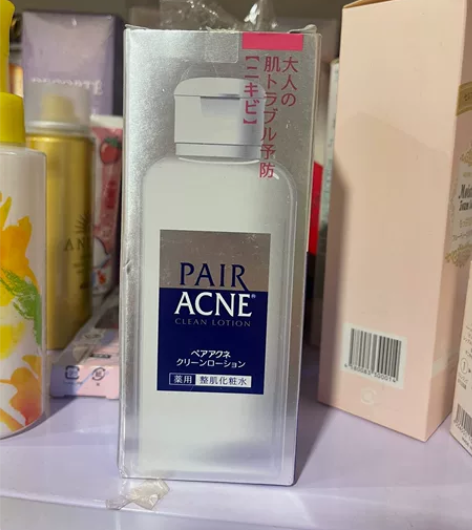 大人の
肌トラブル予防
【ニキビ】
PAIR
ACNE®
CLEAN LOTION
ペアアクネ
クリーンローション
薬用 整肌化粧水